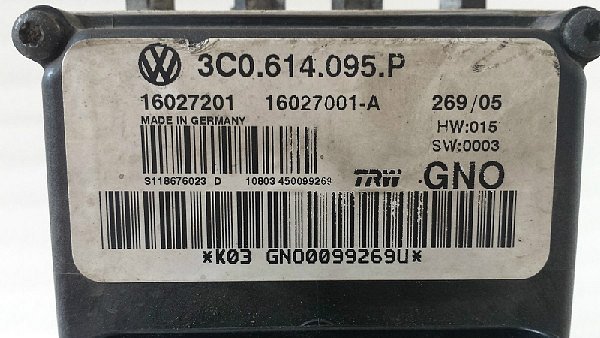 3C0.614.095.P
16027201 16027001-A 269/05
MADE IN GERMANY HW:015
SW:0003
S118676023 D 10803 450099269 TRW GNO
*K03 GNO0099269U*